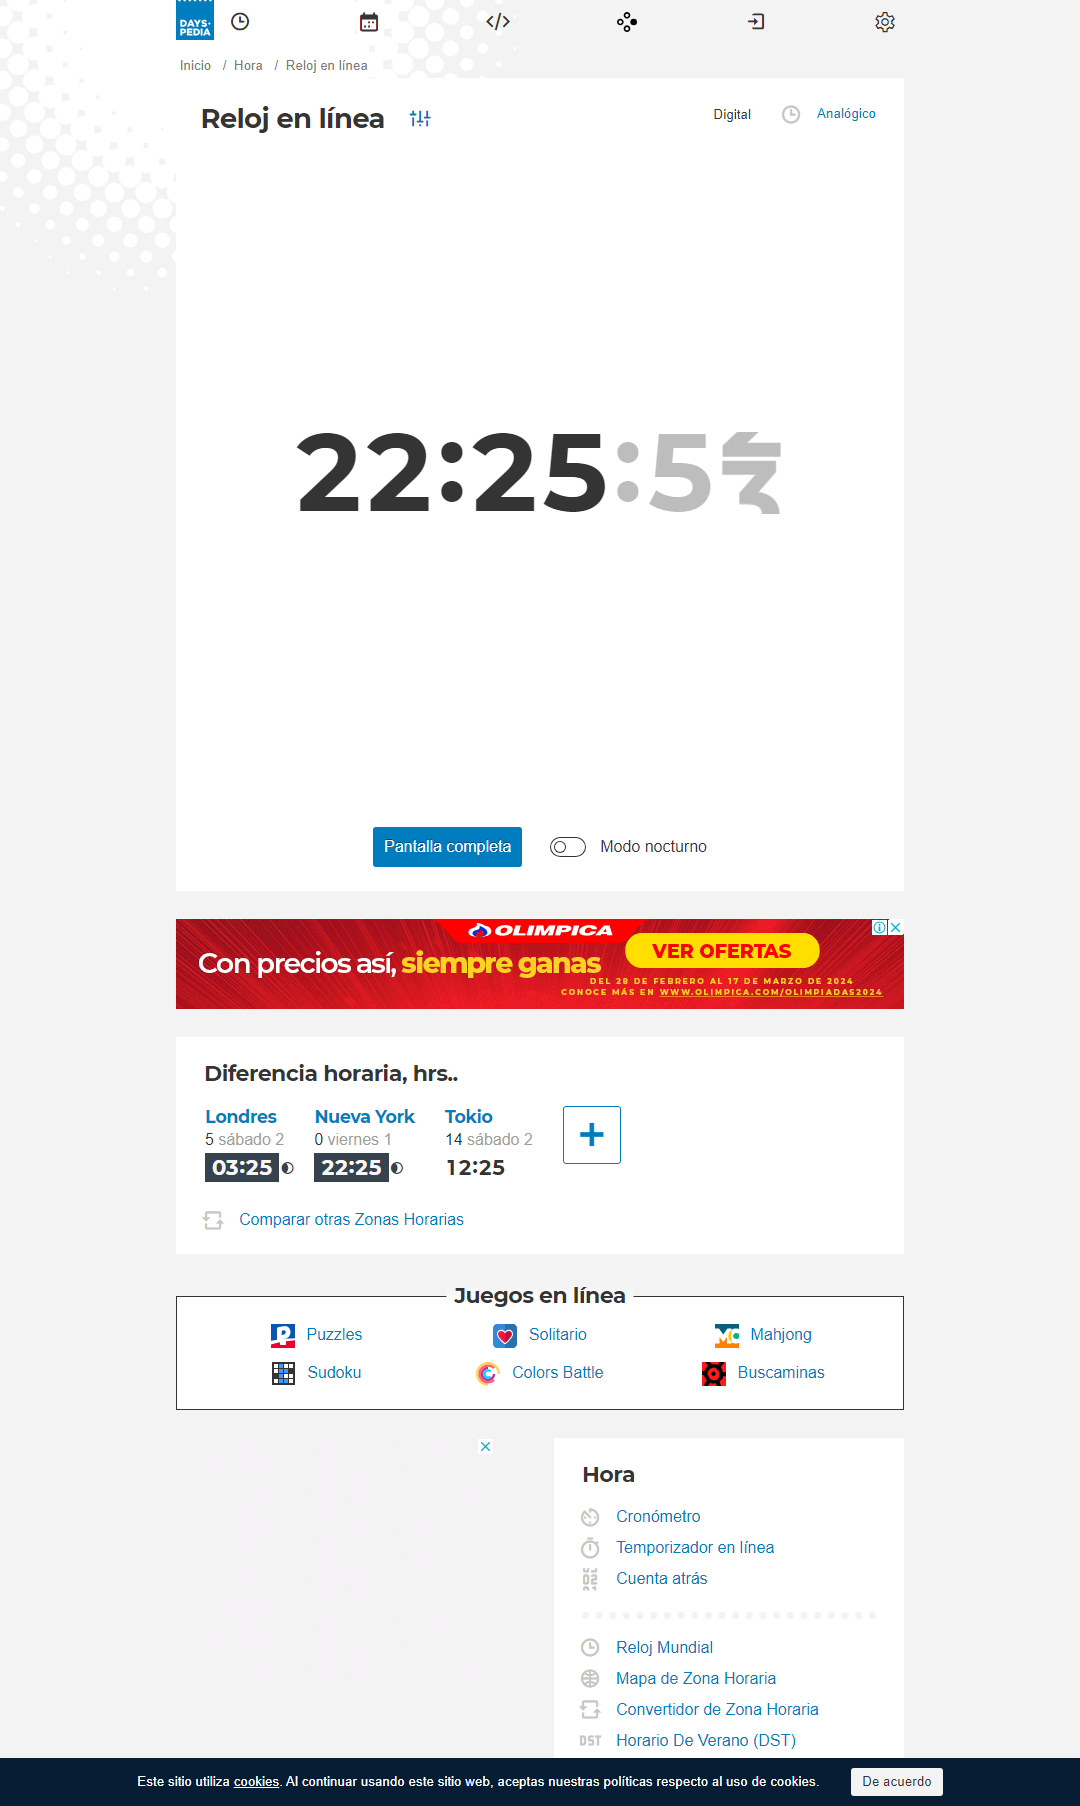 DAYS
PEDIA
Inicio / Hora / Reloj en línea
Reloj en línea
Digital
Analógico
22:25:5
Pantalla completa
Modo nocturno
OLIMPICA
Con precios así, siempre ganas
VER OFERTAS
DEL 28 DE FEBRERO AL 17 DE MARZO DE 2024
CONOCE MÁS EN WWW.OLIMPICA.COM/OLIMPIADAS2024
Diferencia horaria, hrs..
Londres
5 sábado 2
03:25
Nueva York
0 viernes 1
22:25
Tokio
14 sábado 2
12:25
Comparar otras Zonas Horarias
Juegos en línea
Puzzles
Solitario
Mahjong
Sudoku
Colors Battle
Buscaminas
Hora
Cronómetro
Temporizador en línea
Cuenta atrás
Reloj Mundial
Mapa de Zona Horaria
Convertidor de Zona Horaria
DST Horario De Verano (DST)
Este sitio utiliza cookies. Al continuar usando este sitio web, aceptas nuestras políticas respecto al uso de cookies.
De acuerdo